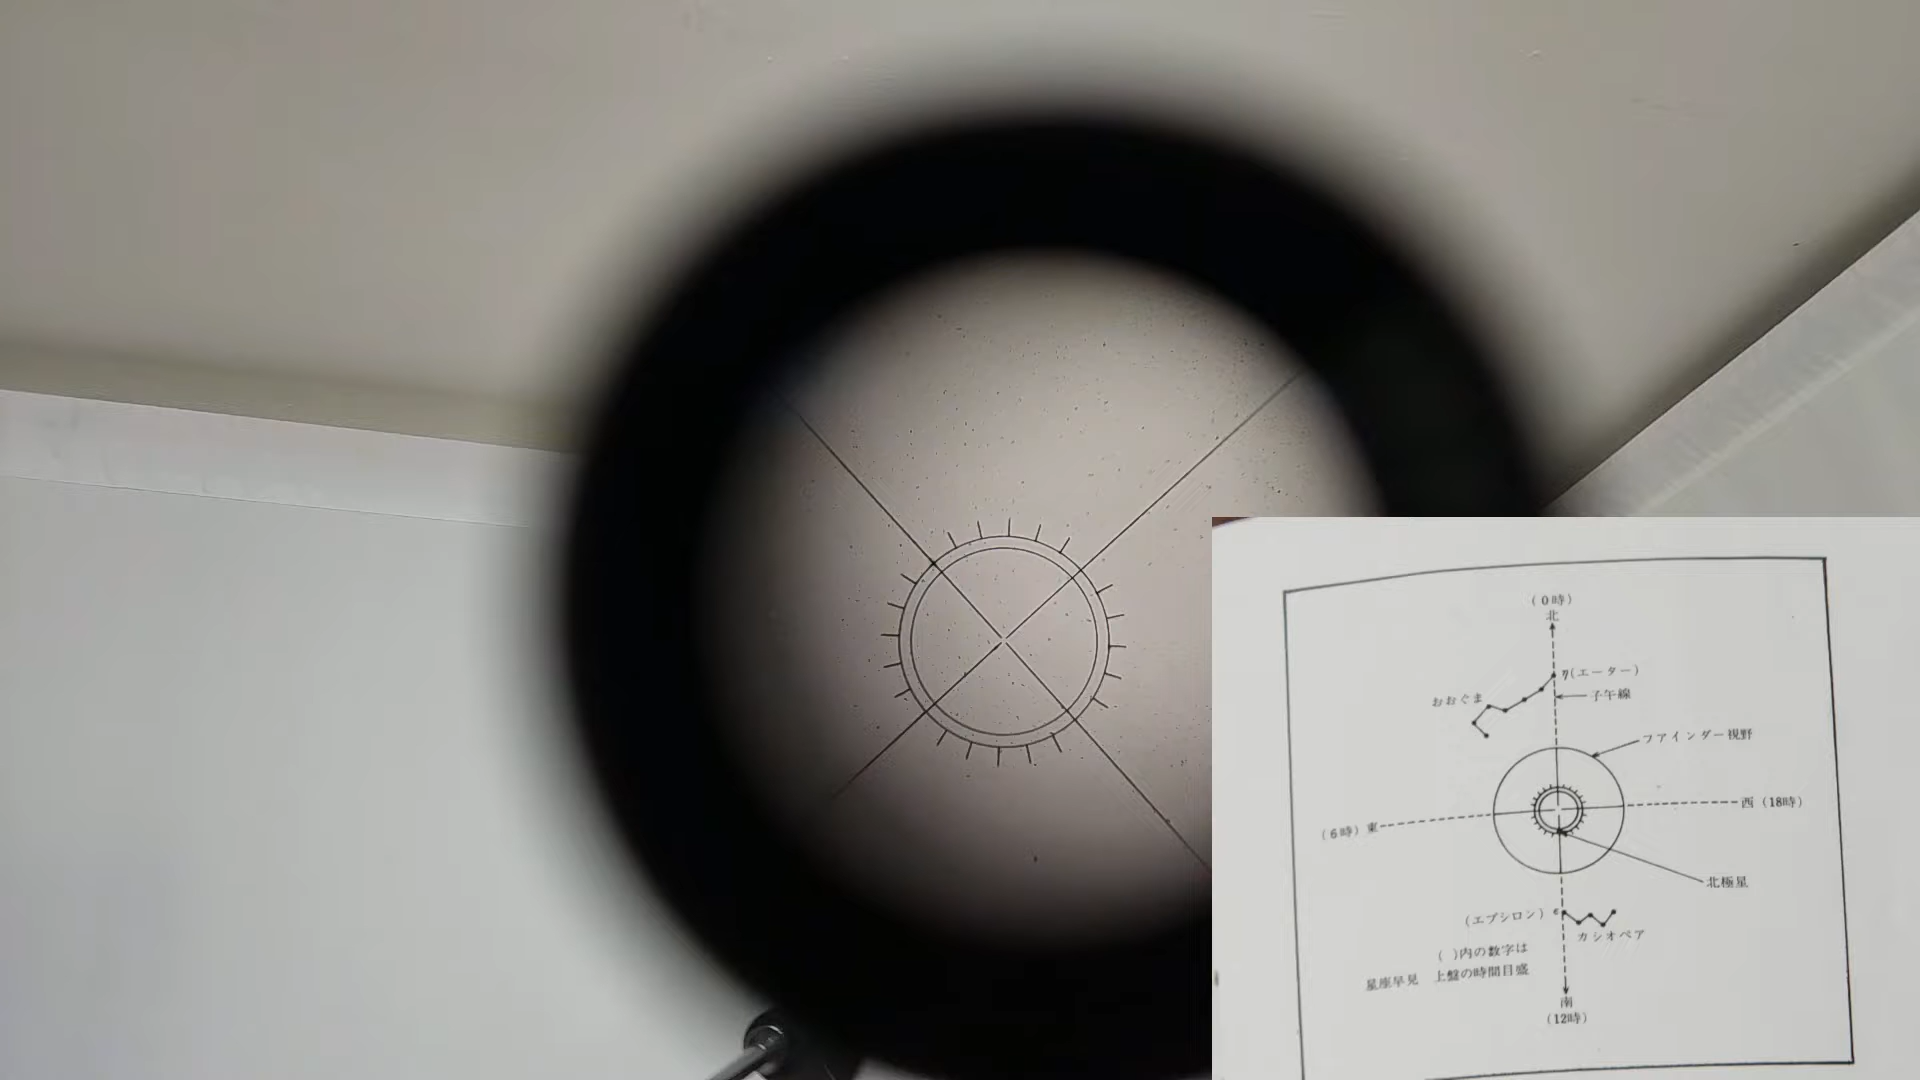 (0時)
北
η(エーター)
おおぐま
子午線
フアインダー視野
西(18時)
(6時)東
北極星
(エプシロン) ε
カシオペア
( )内の数字は
星座早見 上盤の時間目盛
南
(12時)